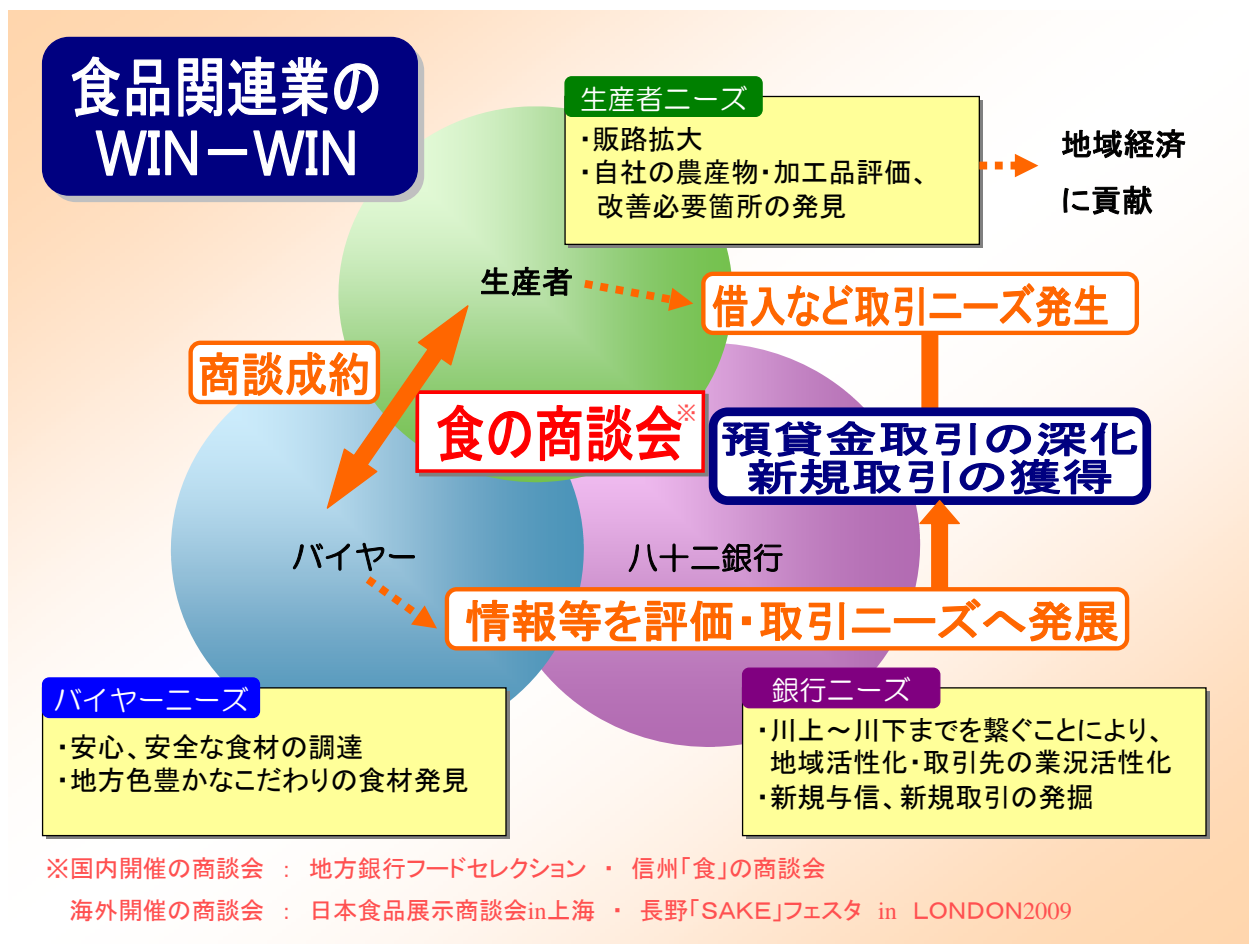 食品関連業の
WIN－WIN
生産者ニーズ
・販路拡大
・自社の農産物・加工品評価、
改善必要箇所の発見
地域経済
に貢献
生産者
借入など取引ニーズ発生
商談成約
食の商談会※
預貸金取引の深化
新規取引の獲得
バイヤー
八十二銀行
情報等を評価・取引ニーズへ発展
バイヤーニーズ
・安心、安全な食材の調達
・地方色豊かなこだわりの食材発見
銀行ニーズ
・川上～川下までを繋ぐことにより、
地域活性化・取引先の業況活性化
・新規与信、新規取引の発掘
※国内開催の商談会 ： 地方銀行フードセレクション ・ 信州「食」の商談会
海外開催の商談会 ： 日本食品展示商談会in上海 ・ 長野「SAKE」フェスタ in LONDON2009